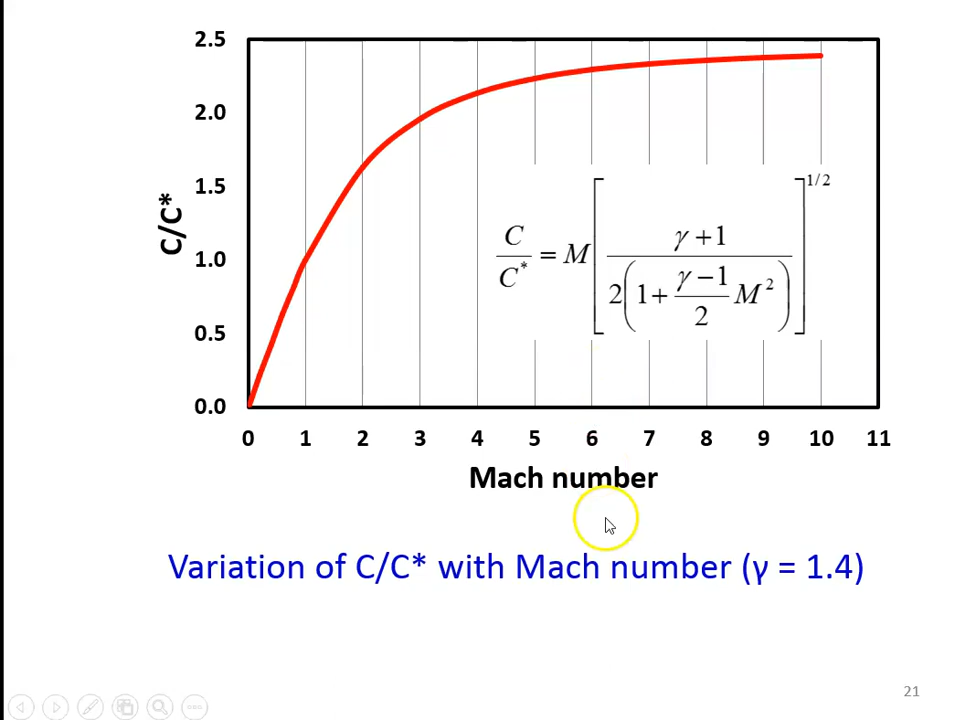 2.5
2.0
1.5
1.0
0.5
0.0
C/C*
C/C* = M[(γ+1)/(2(1+(γ−1)/2 M²))]^1/2
0 1 2 3 4 5 6 7 8 9 10 11
Mach number
Variation of C/C* with Mach number (γ = 1.4)
21